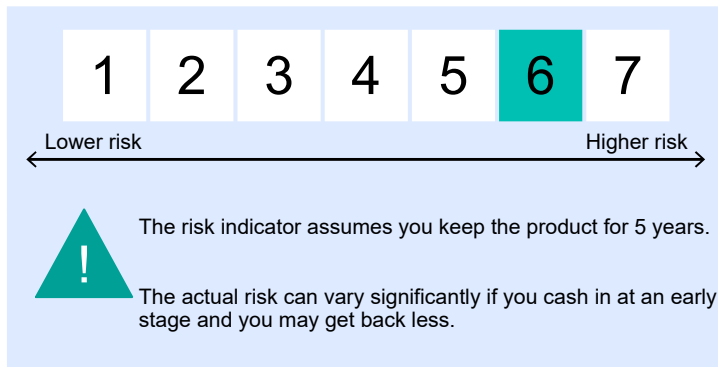 1 2 3 4 5 6 7
Lower risk Higher risk
!
The risk indicator assumes you keep the product for 5 years.
The actual risk can vary significantly if you cash in at an early
stage and you may get back less.